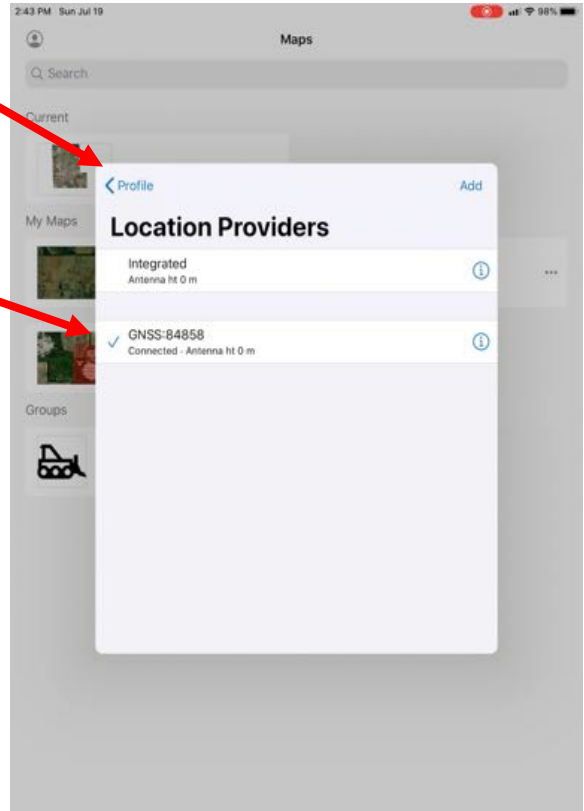 2:43 PM Sun Jul 19
98%
Maps
Search
Current
Profile
Add
My Maps
Location Providers
Integrated
Antenna ht 0 m
GNSS:84858
Connected - Antenna ht 0 m
Groups